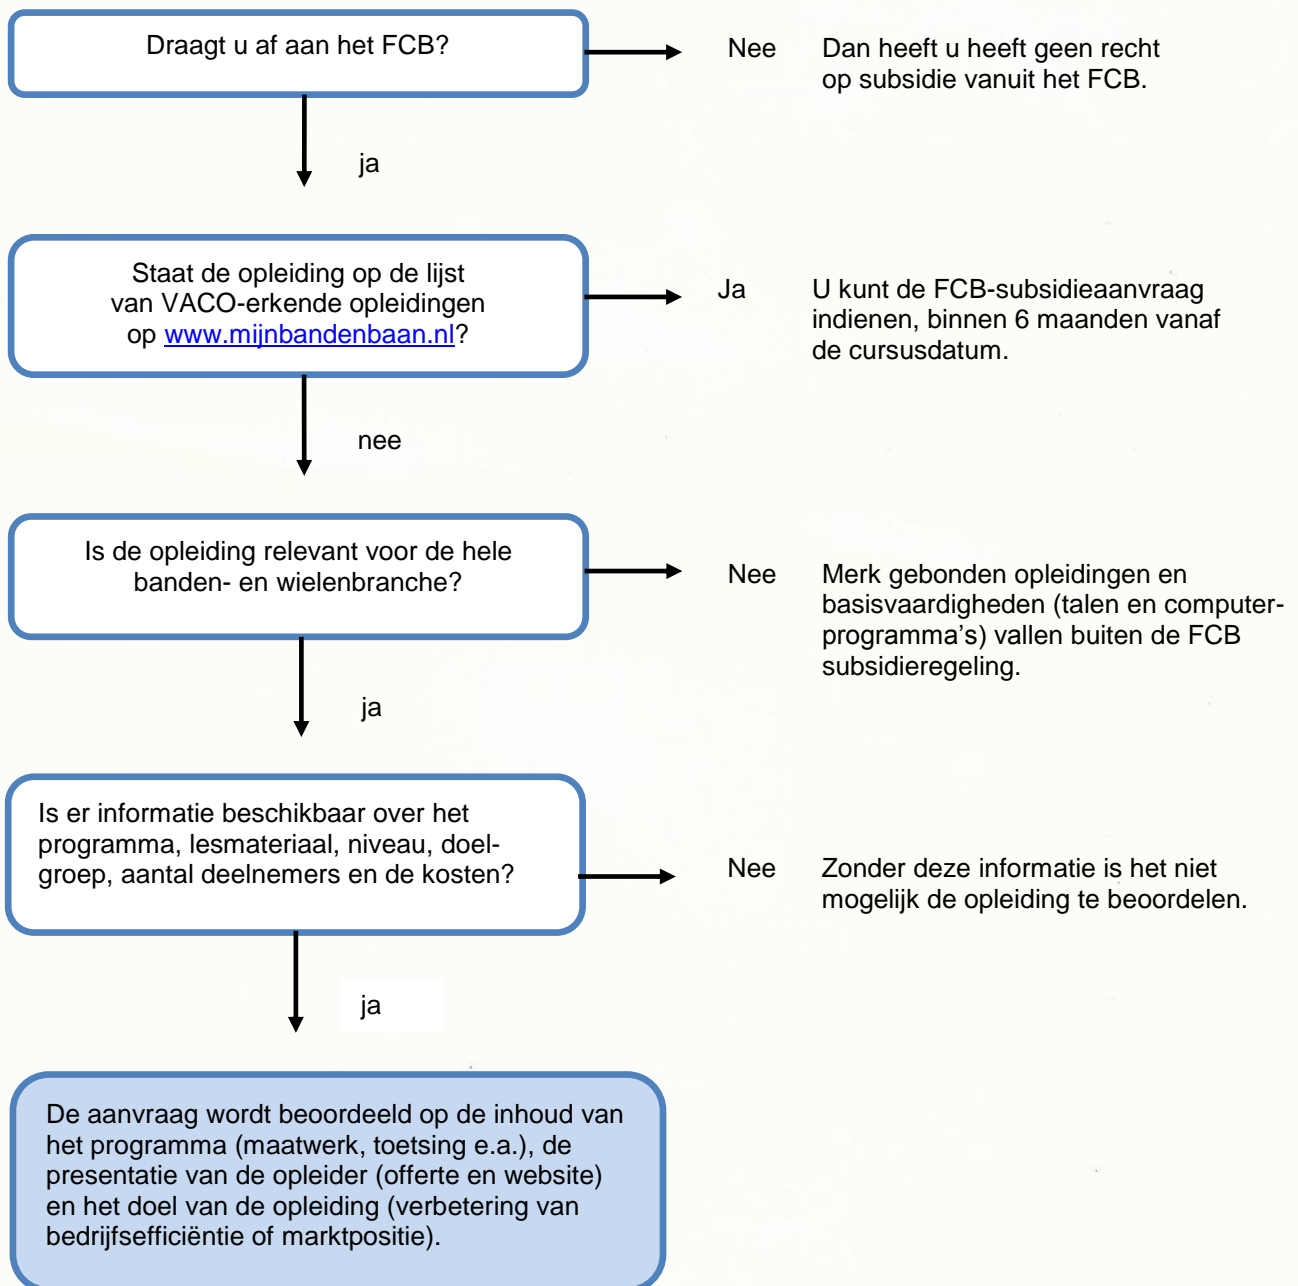 Draagt u af aan het FCB?
Nee
Dan heeft u heeft geen recht
op subsidie vanuit het FCB.
ja
Staat de opleiding op de lijst
van VACO-erkende opleidingen
op www.mijnbandenbaan.nl?
Ja
U kunt de FCB-subsidieaanvraag
indienen, binnen 6 maanden vanaf
de cursusdatum.
nee
Is de opleiding relevant voor de hele
banden- en wielenbranche?
Nee
Merk gebonden opleidingen en
basisvaardigheden (talen en computer-
programma's) vallen buiten de FCB
subsidieregeling.
ja
Is er informatie beschikbaar over het
programma, lesmateriaal, niveau, doel-
groep, aantal deelnemers en de kosten?
Nee
Zonder deze informatie is het niet
mogelijk de opleiding te beoordelen.
ja
De aanvraag wordt beoordeeld op de inhoud van
het programma (maatwerk, toetsing e.a.), de
presentatie van de opleider (offerte en website)
en het doel van de opleiding (verbetering van
bedrijfsefficiëntie of marktpositie).